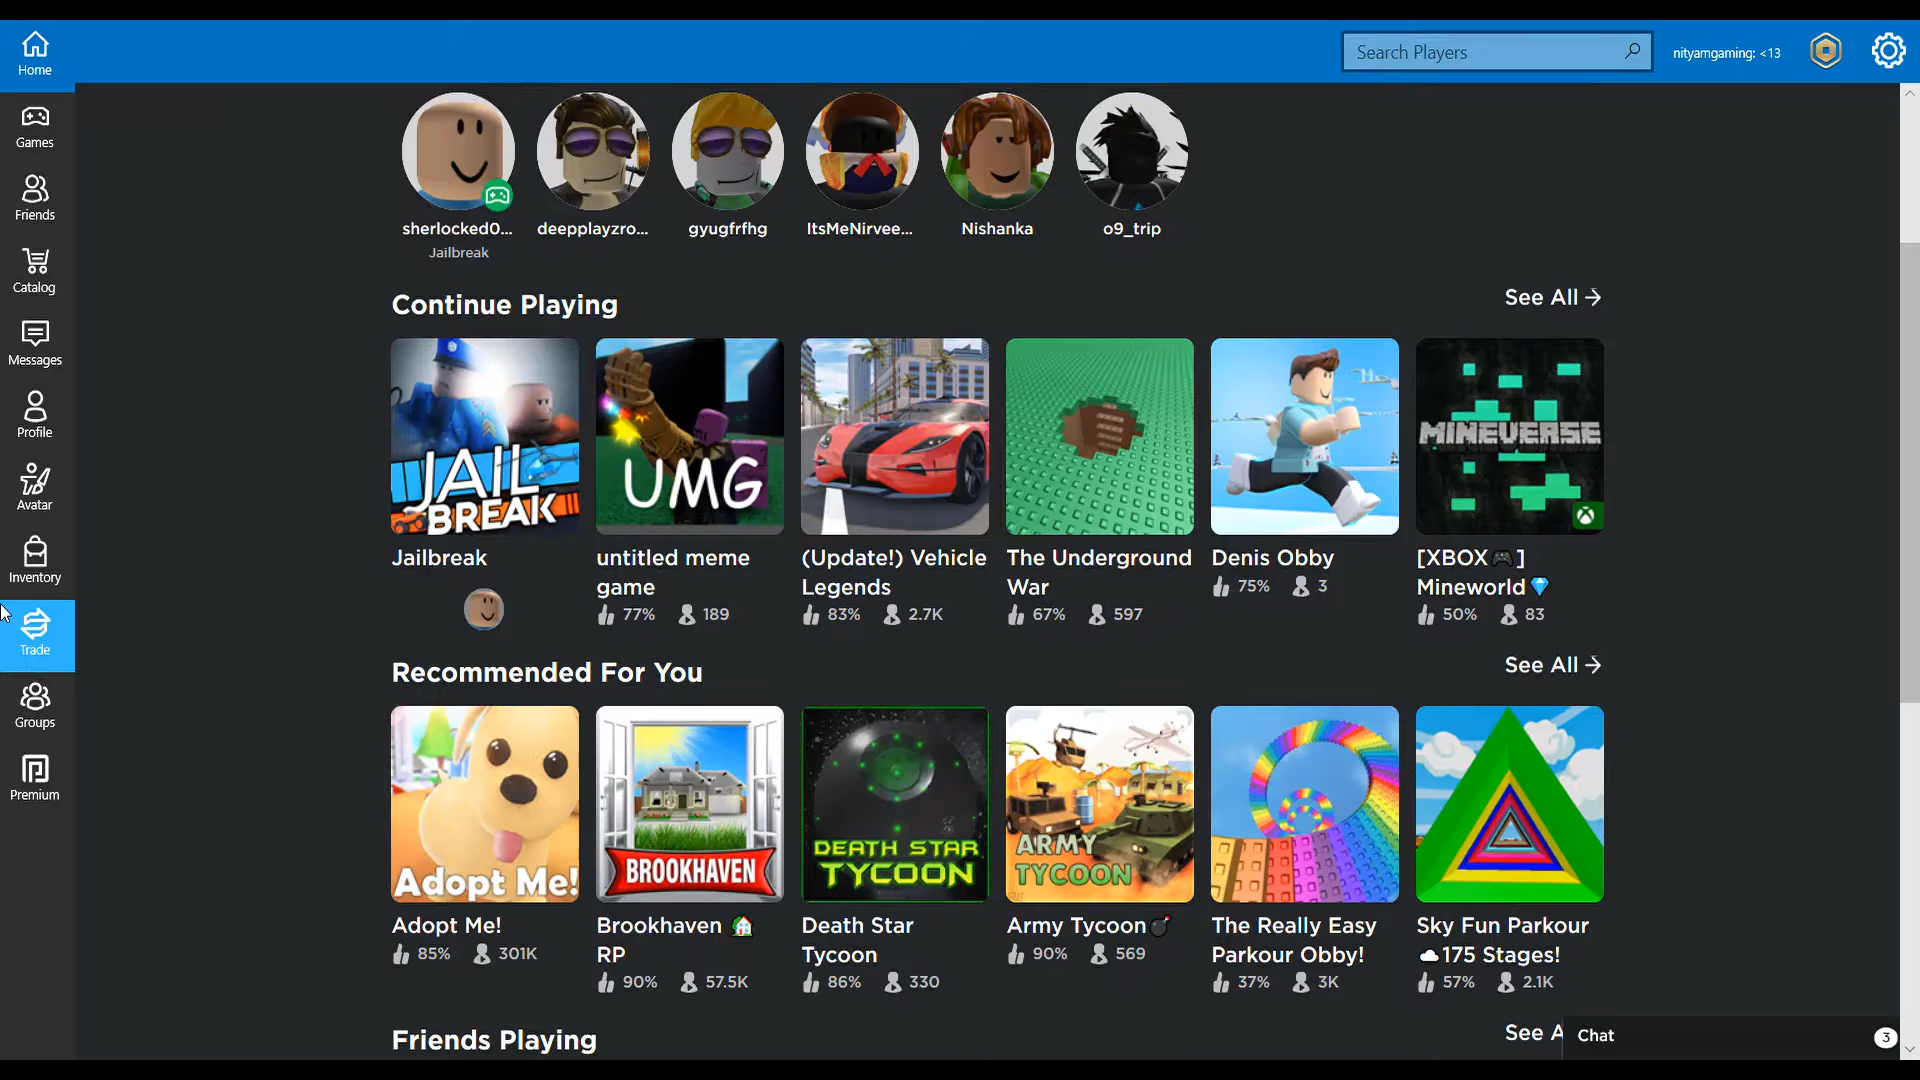 Home
Search Players
nityamgaming: <13
Games
Friends
Catalog
Messages
Profile
Avatar
Inventory
Trade
Groups
Premium
sherlocked0... deepplayzro... gyugfrfhg ItsMeNirvee... Nishanka o9_trip
Jailbreak
Continue Playing
See All
JAIL
BREAK
UMG
MINEVERSE
Jailbreak
untitled meme
game
77% 189
(Update!) Vehicle
Legends
83% 2.7K
The Underground
War
67% 597
Denis Obby
75% 3
[XBOX🎮]
Mineworld💎
50% 83
Recommended For You
See All
Adopt Me!
BROOKHAVEN
DEATH STAR
TYCOON
ARMY
TYCOON
Adopt Me!
85% 301K
Brookhaven 🏡
RP
90% 57.5K
Death Star
Tycoon
86% 330
Army Tycoon💣
90% 569
The Really Easy
Parkour Obby!
37% 3K
Sky Fun Parkour
☁️175 Stages!
57% 2.1K
Friends Playing
See A
Chat
3